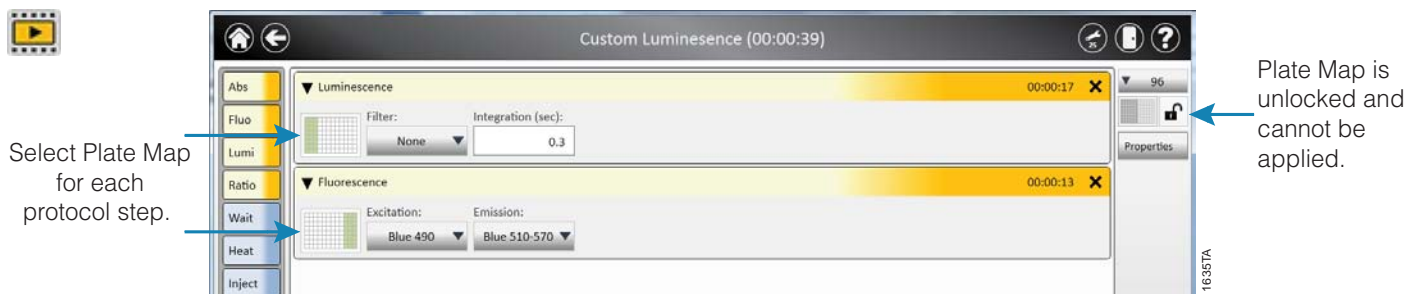 Custom Luminesence (00:00:39)
25
?
Abs
Fluo
Lumi
Ratio
Wait
Heat
Inject
Luminescence
00:00:17
Filter:
Integration (sec):
None
0.3
Fluorescence
00:00:13
Excitation:
Emission:
Blue 490
Blue 510-570
96
Properties
Select Plate Map
for each
protocol step.
Plate Map is
unlocked and
cannot be
applied.
1635TA